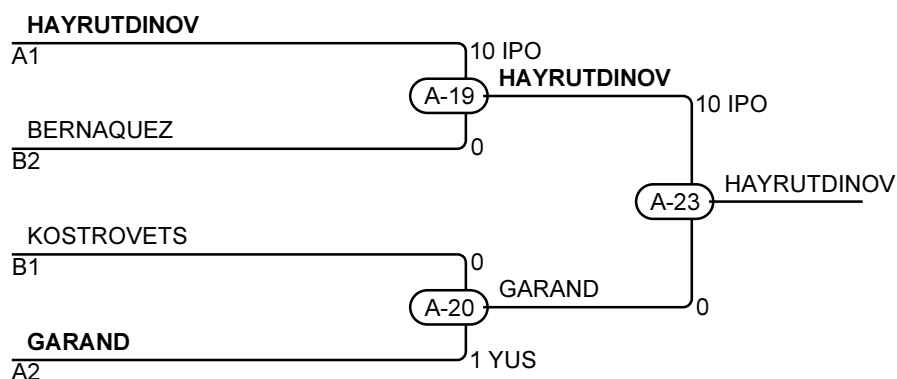 HAYRUTDINOV
A1
10 IPO
A-19
HAYRUTDINOV
BERNAQUEZ
B2
0
10 IPO
A-23
HAYRUTDINOV
KOSTROVETS
B1
0
A-20
GARAND
0
GARAND
A2
1 YUS